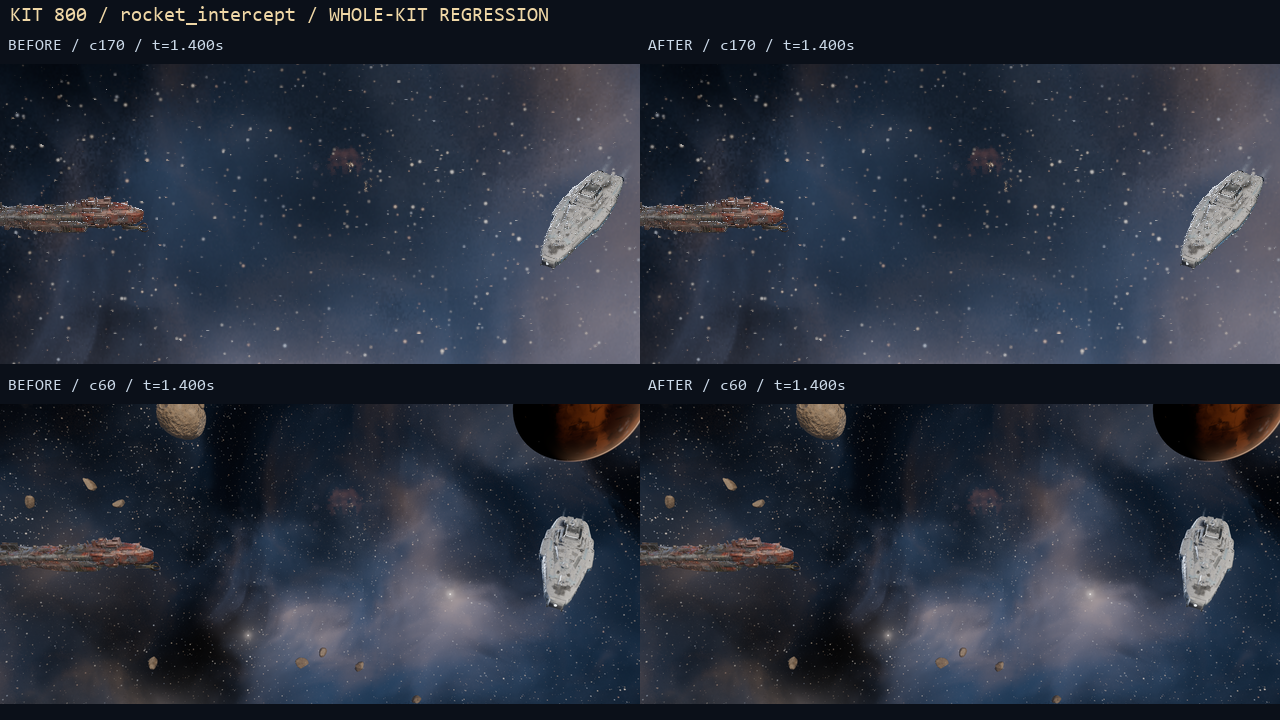 KIT 800 / rocket_intercept / WHOLE-KIT REGRESSION
BEFORE / c170 / t=1.400s
AFTER / c170 / t=1.400s
BEFORE / c60 / t=1.400s
AFTER / c60 / t=1.400s